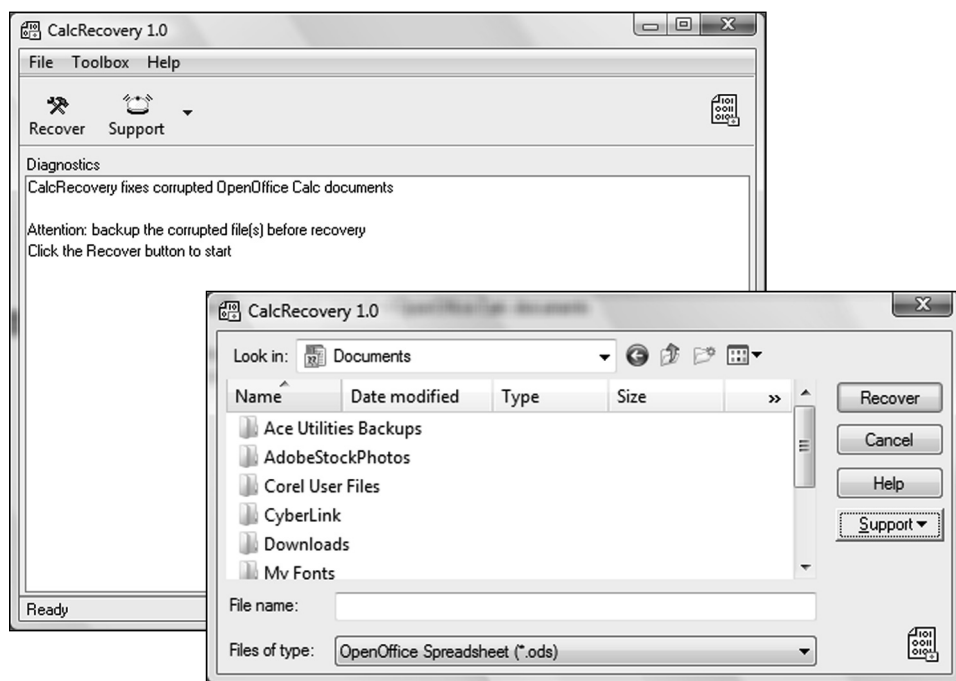 CalcRecovery 1.0
File Toolbox Help
Recover Support
Diagnostics
CalcRecovery fixes corrupted OpenOffice Calc documents
Attention: backup the corrupted file(s) before recovery
Click the Recover button to start
Ready
CalcRecovery 1.0
Look in: Documents
Name Date modified Type Size »
Ace Utilities Backups
AdobeStockPhotos
Corel User Files
CyberLink
Downloads
My Fonts
Recover
Cancel
Help
Support
File name:
Files of type: OpenOffice Spreadsheet (*.ods)